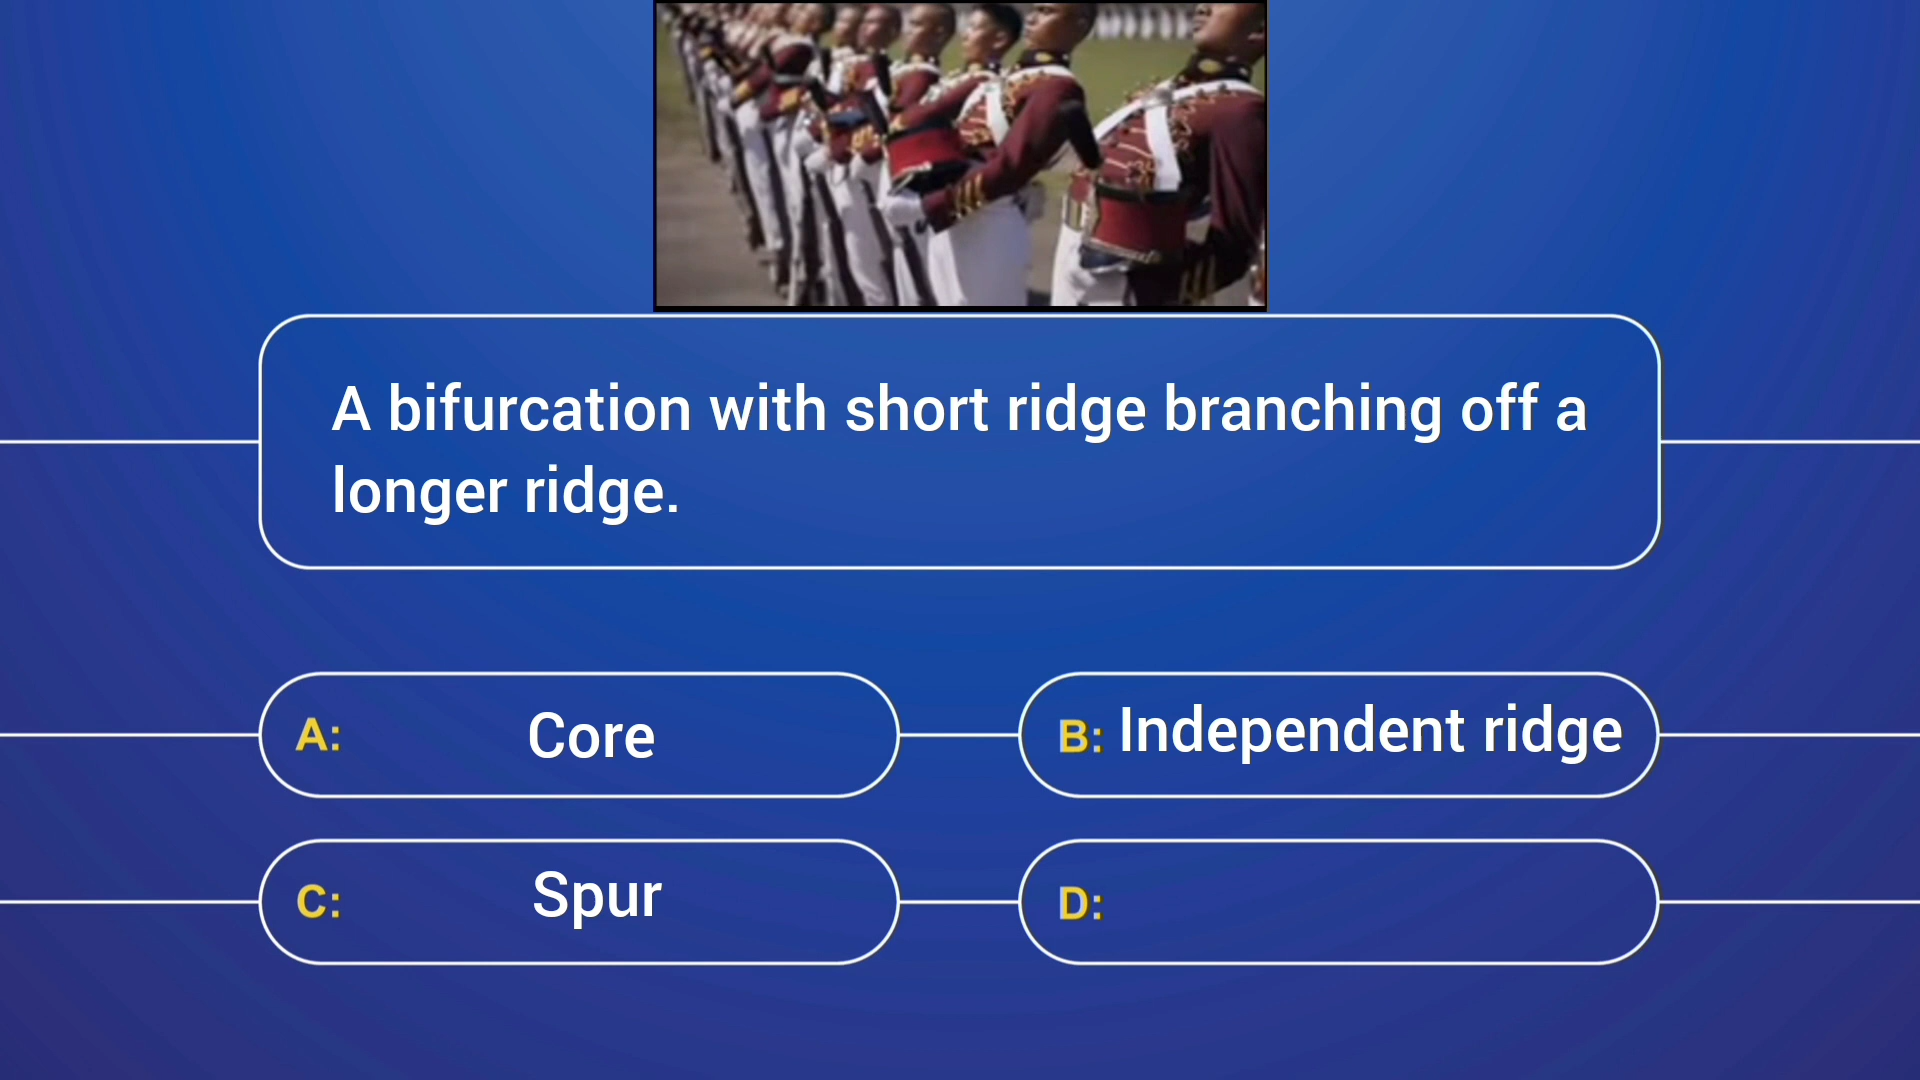 A bifurcation with short ridge branching off a
longer ridge.
A: Core
B: Independent ridge
C: Spur
D: